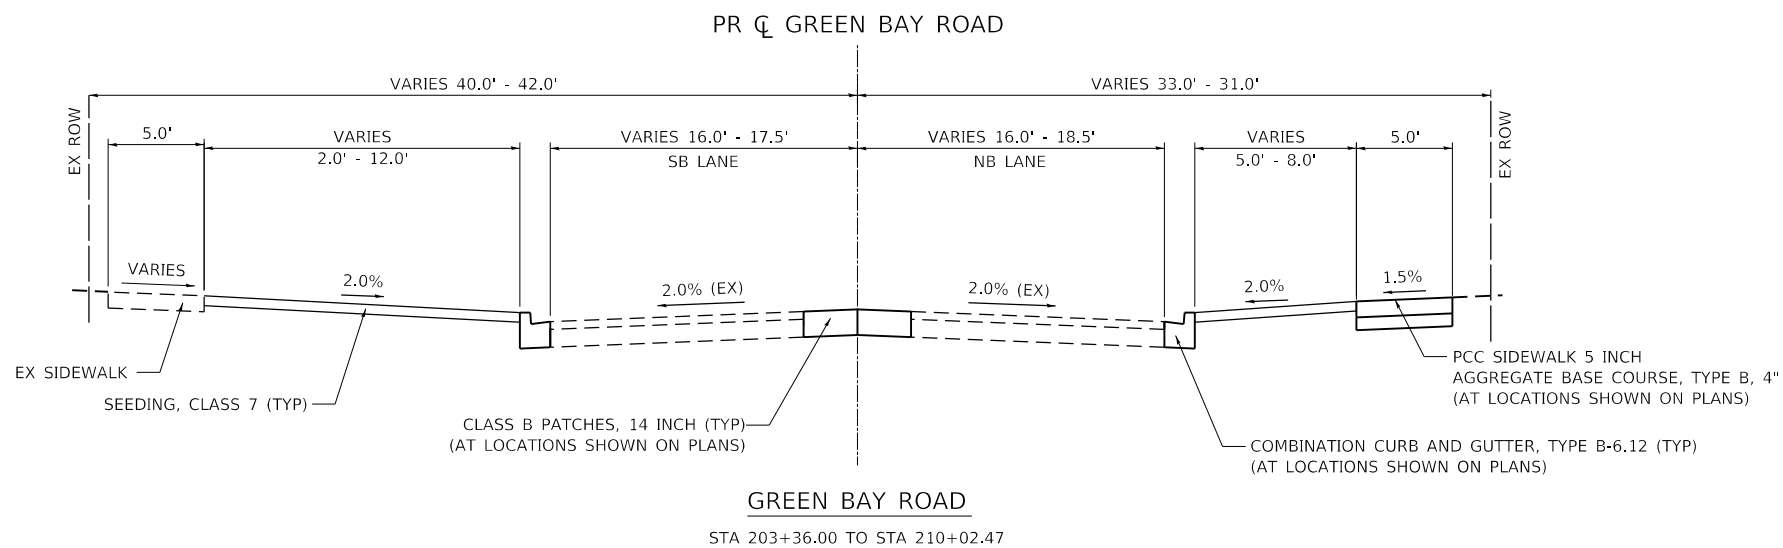 PR ℄ GREEN BAY ROAD
VARIES 40.0' - 42.0'
VARIES 33.0' - 31.0'
EX ROW
5.0'
VARIES
2.0' - 12.0'
VARIES 16.0' - 17.5'
SB LANE
VARIES 16.0' - 18.5'
NB LANE
VARIES
5.0' - 8.0'
5.0'
EX ROW
VARIES
2.0%
2.0% (EX)
2.0% (EX)
2.0%
1.5%
EX SIDEWALK
SEEDING, CLASS 7 (TYP)
CLASS B PATCHES, 14 INCH (TYP)
(AT LOCATIONS SHOWN ON PLANS)
PCC SIDEWALK 5 INCH
AGGREGATE BASE COURSE, TYPE B, 4"
(AT LOCATIONS SHOWN ON PLANS)
COMBINATION CURB AND GUTTER, TYPE B-6.12 (TYP)
(AT LOCATIONS SHOWN ON PLANS)
GREEN BAY ROAD
STA 203+36.00 TO STA 210+02.47